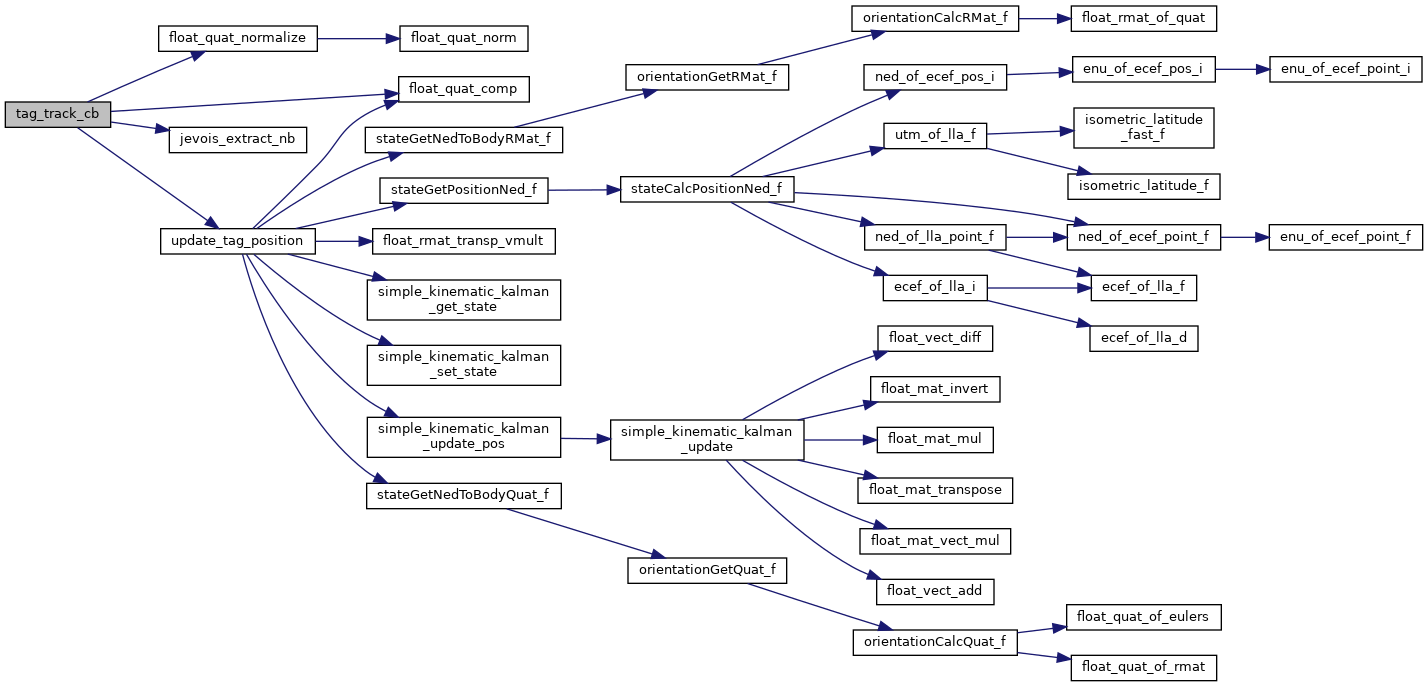 tag_track_cb
float_quat_normalize
float_quat_norm
float_quat_comp
jevois_extract_nb
update_tag_position
stateGetNedToBodyRMat_f
orientationGetRMat_f
orientationCalcRMat_f
float_rmat_of_quat
stateGetPositionNed_f
stateCalcPositionNed_f
ned_of_ecef_pos_i
enu_of_ecef_pos_i
enu_of_ecef_point_i
utm_of_lla_f
isometric_latitude
_fast_f
isometric_latitude_f
ned_of_lla_point_f
ned_of_ecef_point_f
enu_of_ecef_point_f
ecef_of_lla_i
ecef_of_lla_f
ecef_of_lla_d
float_rmat_transp_vmult
simple_kinematic_kalman
_get_state
simple_kinematic_kalman
_set_state
simple_kinematic_kalman
_update_pos
simple_kinematic_kalman
_update
float_vect_diff
float_mat_invert
float_mat_mul
float_mat_transpose
float_mat_vect_mul
float_vect_add
stateGetNedToBodyQuat_f
orientationGetQuat_f
orientationCalcQuat_f
float_quat_of_eulers
float_quat_of_rmat